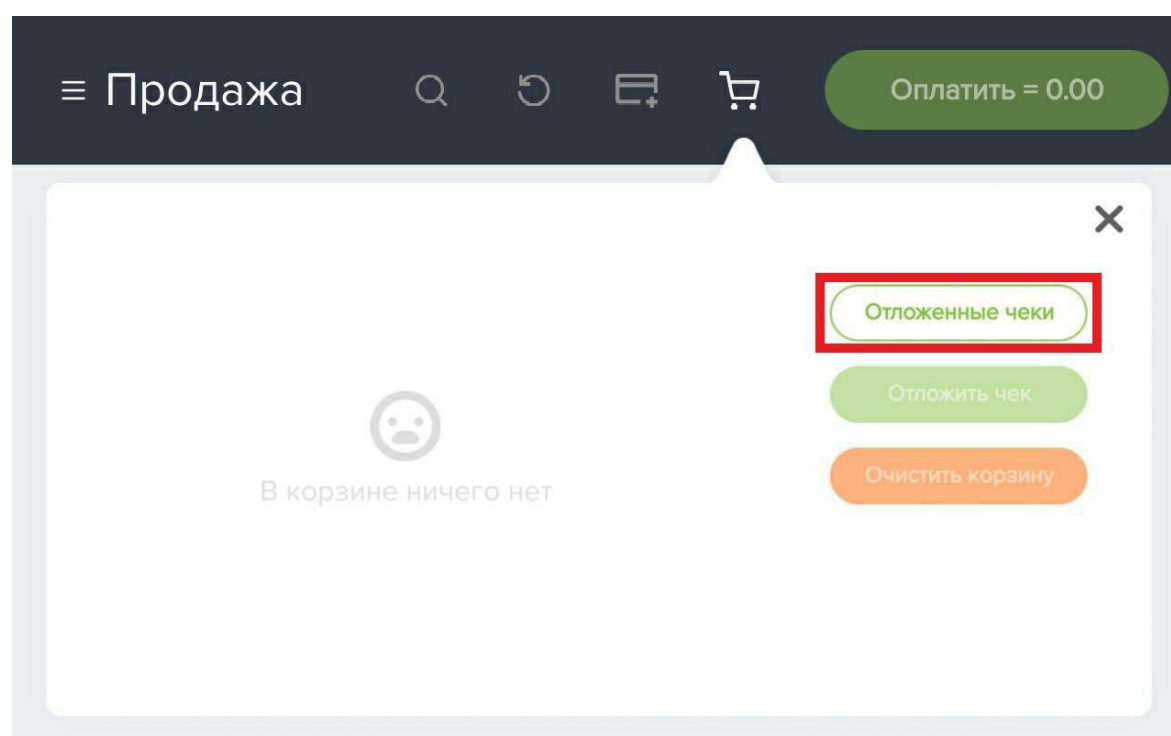 Продажа
Оплатить = 0.00
Отложенные чеки
Отложить чек
Очистить корзину
В корзине ничего нет